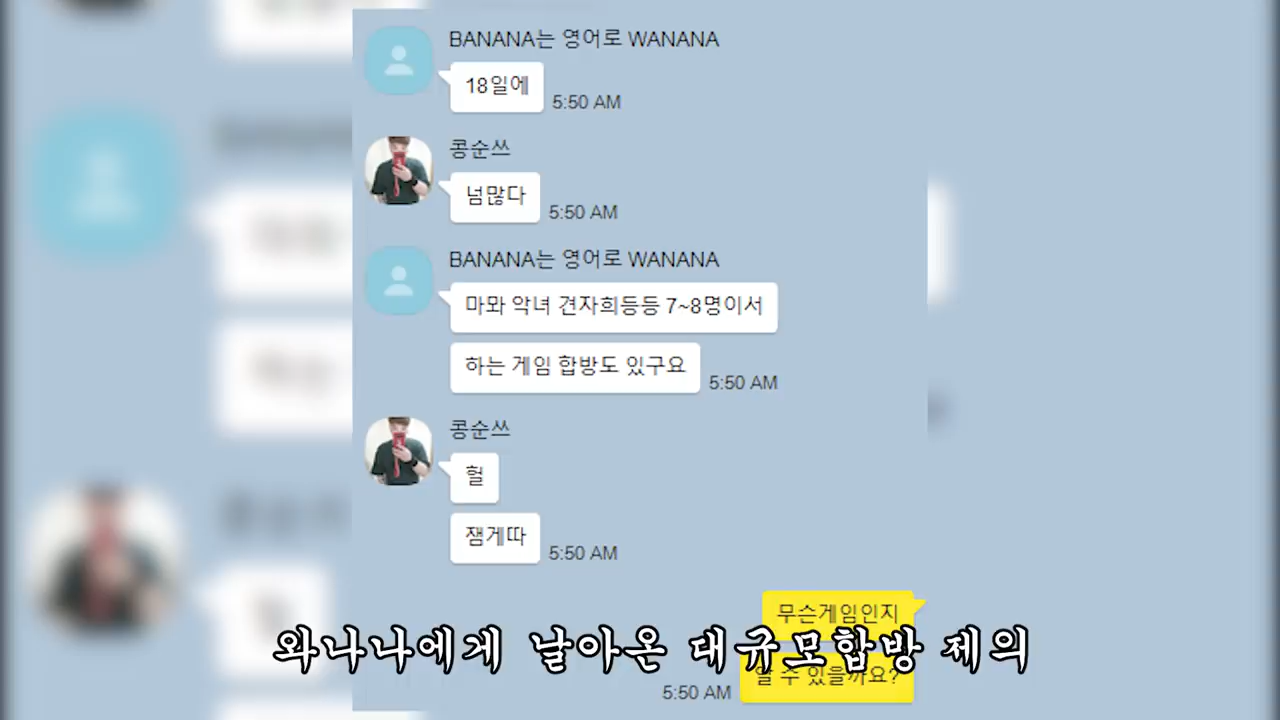 BANANA는 영어로 WANANA
18일에
5:50 AM
콩순쓰
넘많다
5:50 AM
BANANA는 영어로 WANANA
마와 악녀 견자희등등 7~8명이서
하는 게임 합방도 있구요
5:50 AM
콩순쓰
헐
잼게따
5:50 AM
무슨게임인지
와나나에게 날아온 대규모합방 제의
알 수 있을까요?
5:50 AM